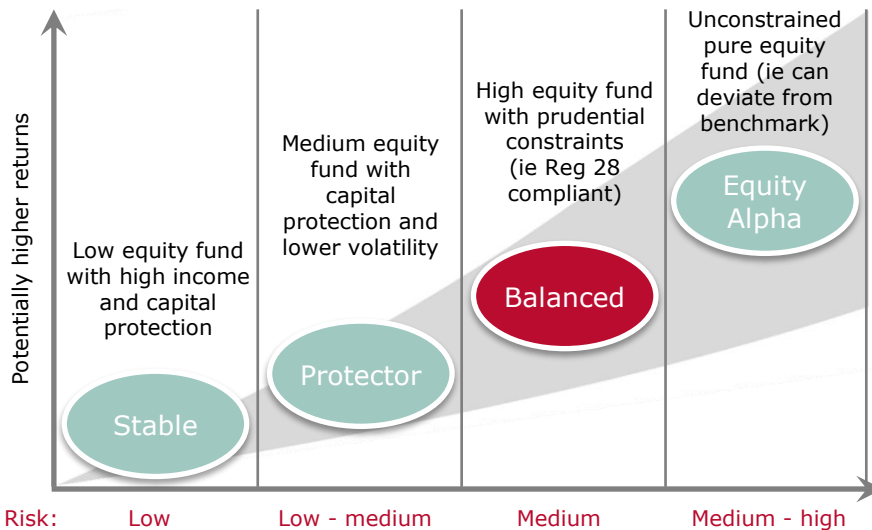 Potentially higher returns
Low equity fund
with high income
and capital
protection
Stable
Medium equity
fund with
capital
protection and
lower volatility
Protector
High equity fund
with prudential
constraints
(ie Reg 28
compliant)
Balanced
Unconstrained
pure equity
fund (ie can
deviate from
benchmark)
Equity
Alpha
Risk: Low Low - medium Medium Medium - high